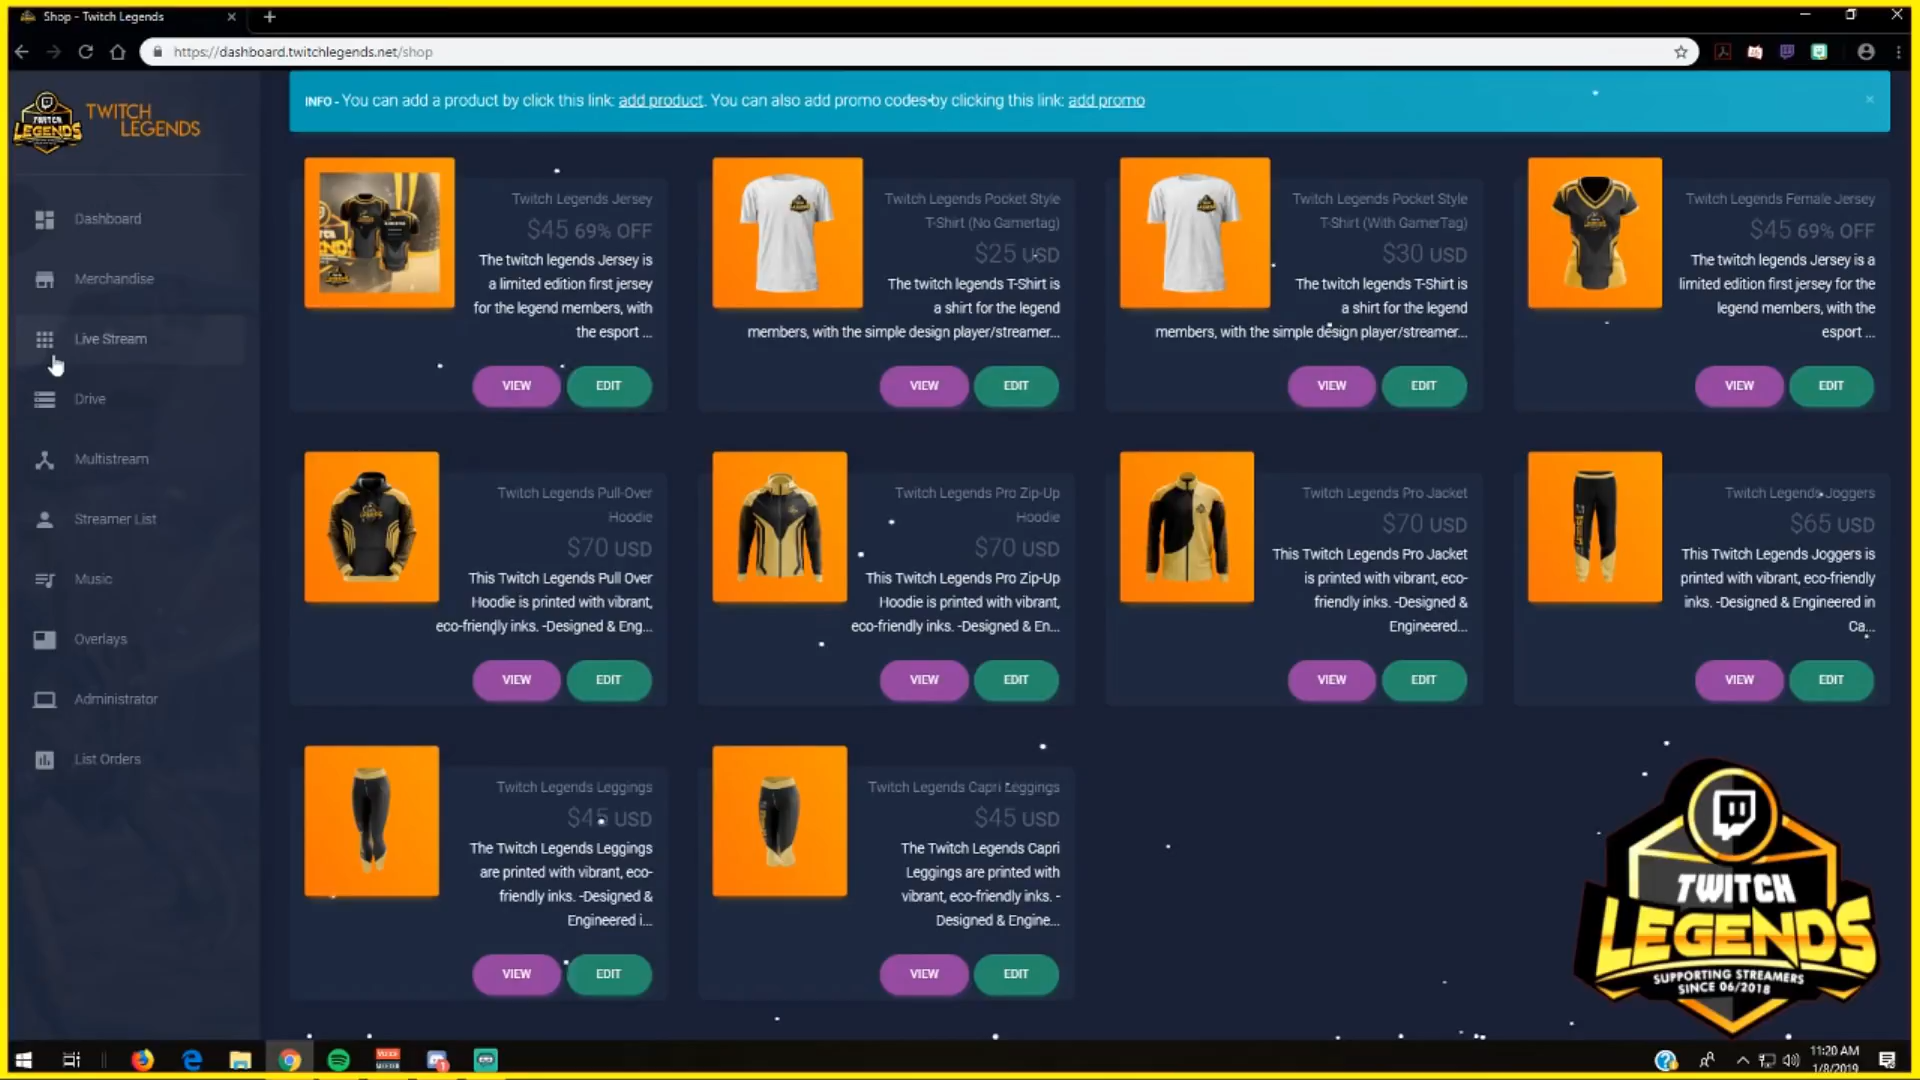 Shop - Twitch Legends
https://dashboard.twitchlegends.net/shop
TWITCH
LEGENDS
TWITCH
LEGENDS
Dashboard
Merchandise
Live Stream
Drive
Multistream
Streamer List
Music
Overlays
Administrator
List Orders
INFO - You can add a product by click this link: add product. You can also add promo codes by clicking this link: add promo
Twitch Legends Jersey
$45 69% OFF
The twitch legends Jersey is
a limited edition first jersey
for the legend members, with
the esport ...
VIEW EDIT
Twitch Legends Pocket Style
T-Shirt (No Gamertag)
$25 USD
The twitch legends T-Shirt is
a shirt for the legend
members, with the simple design player/streamer...
VIEW EDIT
Twitch Legends Pocket Style
T-Shirt (With GamerTag)
$30 USD
The twitch legends T-Shirt is
a shirt for the legend
members, with the simple design player/streamer...
VIEW EDIT
Twitch Legends Female Jersey
$45 69% OFF
The twitch legends Jersey is a
limited edition first jersey for the
legend members, with the
esport ...
VIEW EDIT
Twitch Legends Pull-Over
Hoodie
$70 USD
This Twitch Legends Pull Over
Hoodie is printed with vibrant,
eco-friendly inks. -Designed & Eng...
VIEW EDIT
Twitch Legends Pro Zip-Up
Hoodie
$70 USD
This Twitch Legends Pro Zip-Up
Hoodie is printed with vibrant,
eco-friendly inks. -Designed & En...
VIEW EDIT
Twitch Legends Pro Jacket
$70 USD
This Twitch Legends Pro Jacket
is printed with vibrant, eco-
friendly inks. -Designed &
Engineered...
VIEW EDIT
Twitch Legends Joggers
$65 USD
This Twitch Legends Joggers is
printed with vibrant, eco-friendly
inks. -Designed & Engineered in
Ca...
VIEW EDIT
Twitch Legends Leggings
$45 USD
The Twitch Legends Leggings
are printed with vibrant, eco-
friendly inks. -Designed &
Engineered i...
VIEW EDIT
Twitch Legends Capri Leggings
$45 USD
The Twitch Legends Capri
Leggings are printed with
vibrant, eco-friendly inks. -
Designed & Engine...
VIEW EDIT
TWITCH
LEGENDS
SUPPORTING STREAMERS
SINCE 06/2018
11:20 AM
1/8/2019